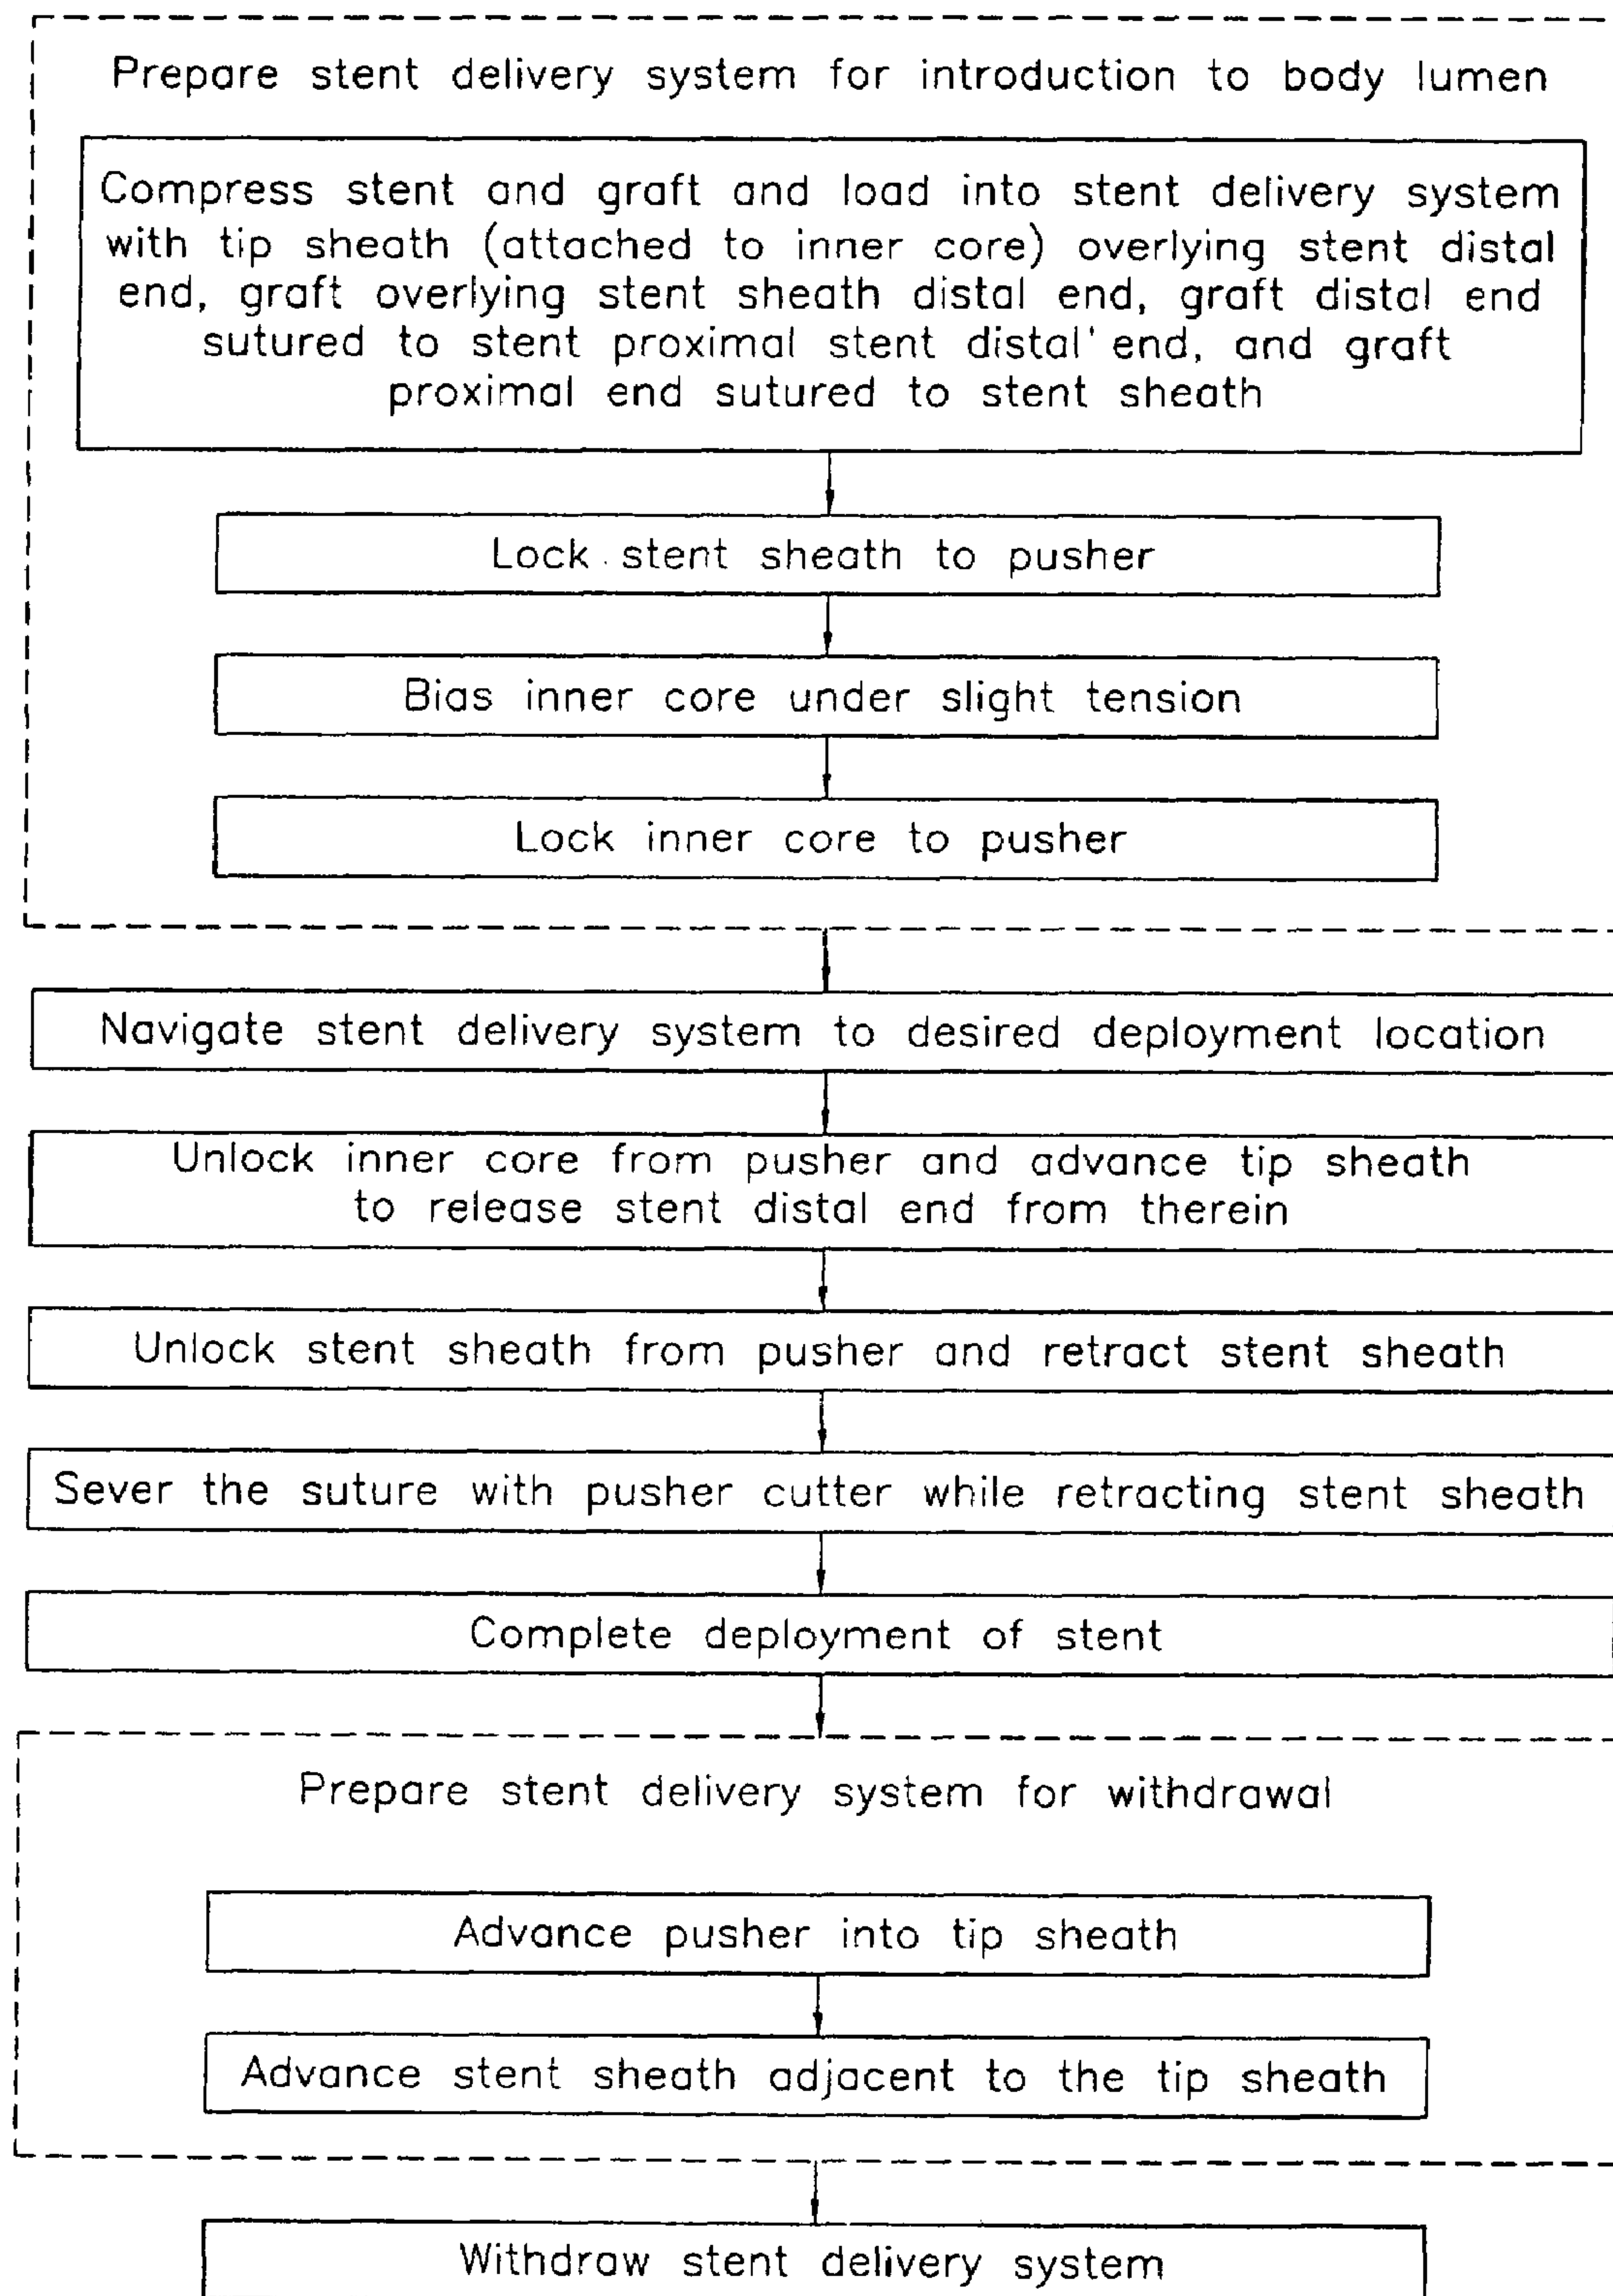 Prepare stent delivery system for introduction to body lumen
Compress stent and graft and load into stent delivery system
with tip sheath (attached to inner core) overlying stent distal
end, graft overlying stent sheath distal end, graft distal end
sutured to stent proximal stent distal' end, and graft
proximal end sutured to stent sheath
Lock stent sheath to pusher
Bias inner core under slight tension
Lock inner core to pusher
Navigate stent delivery system to desired deployment location
Unlock inner core from pusher and advance tip sheath
to release stent distal end from therein
Unlock stent sheath from pusher and retract stent sheath
Sever the suture with pusher cutter while retracting stent sheath
Complete deployment of stent
Prepare stent delivery system for withdrawal
Advance pusher into tip sheath
Advance stent sheath adjacent to the tip sheath
Withdraw stent delivery system